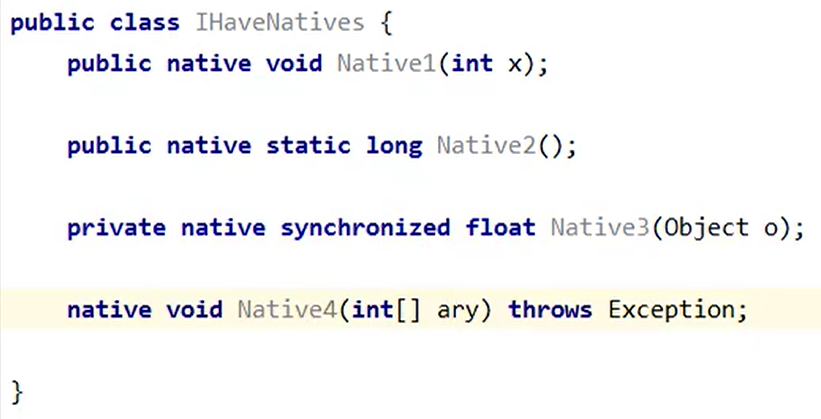 public class IHaveNatives {
    public native void Native1(int x);
    public native static long Native2();
    private native synchronized float Native3(Object o);
    native void Native4(int[] ary) throws Exception;
}